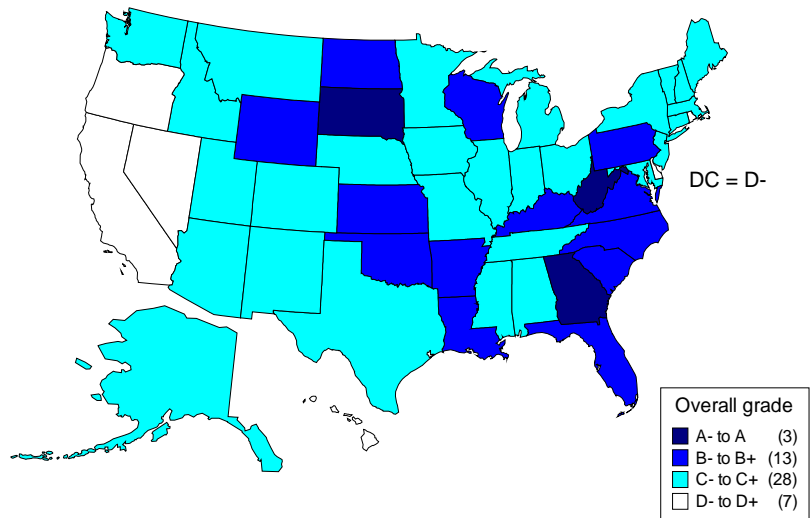 DC = D-
Overall grade
A- to A (3)
B- to B+ (13)
C- to C+ (28)
D- to D+ (7)